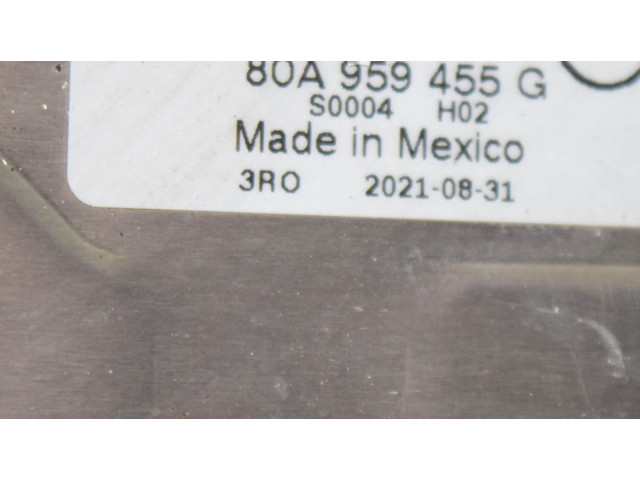 80A 959 455 G
S0004 H02
Made in Mexico
3RO 2021-08-31